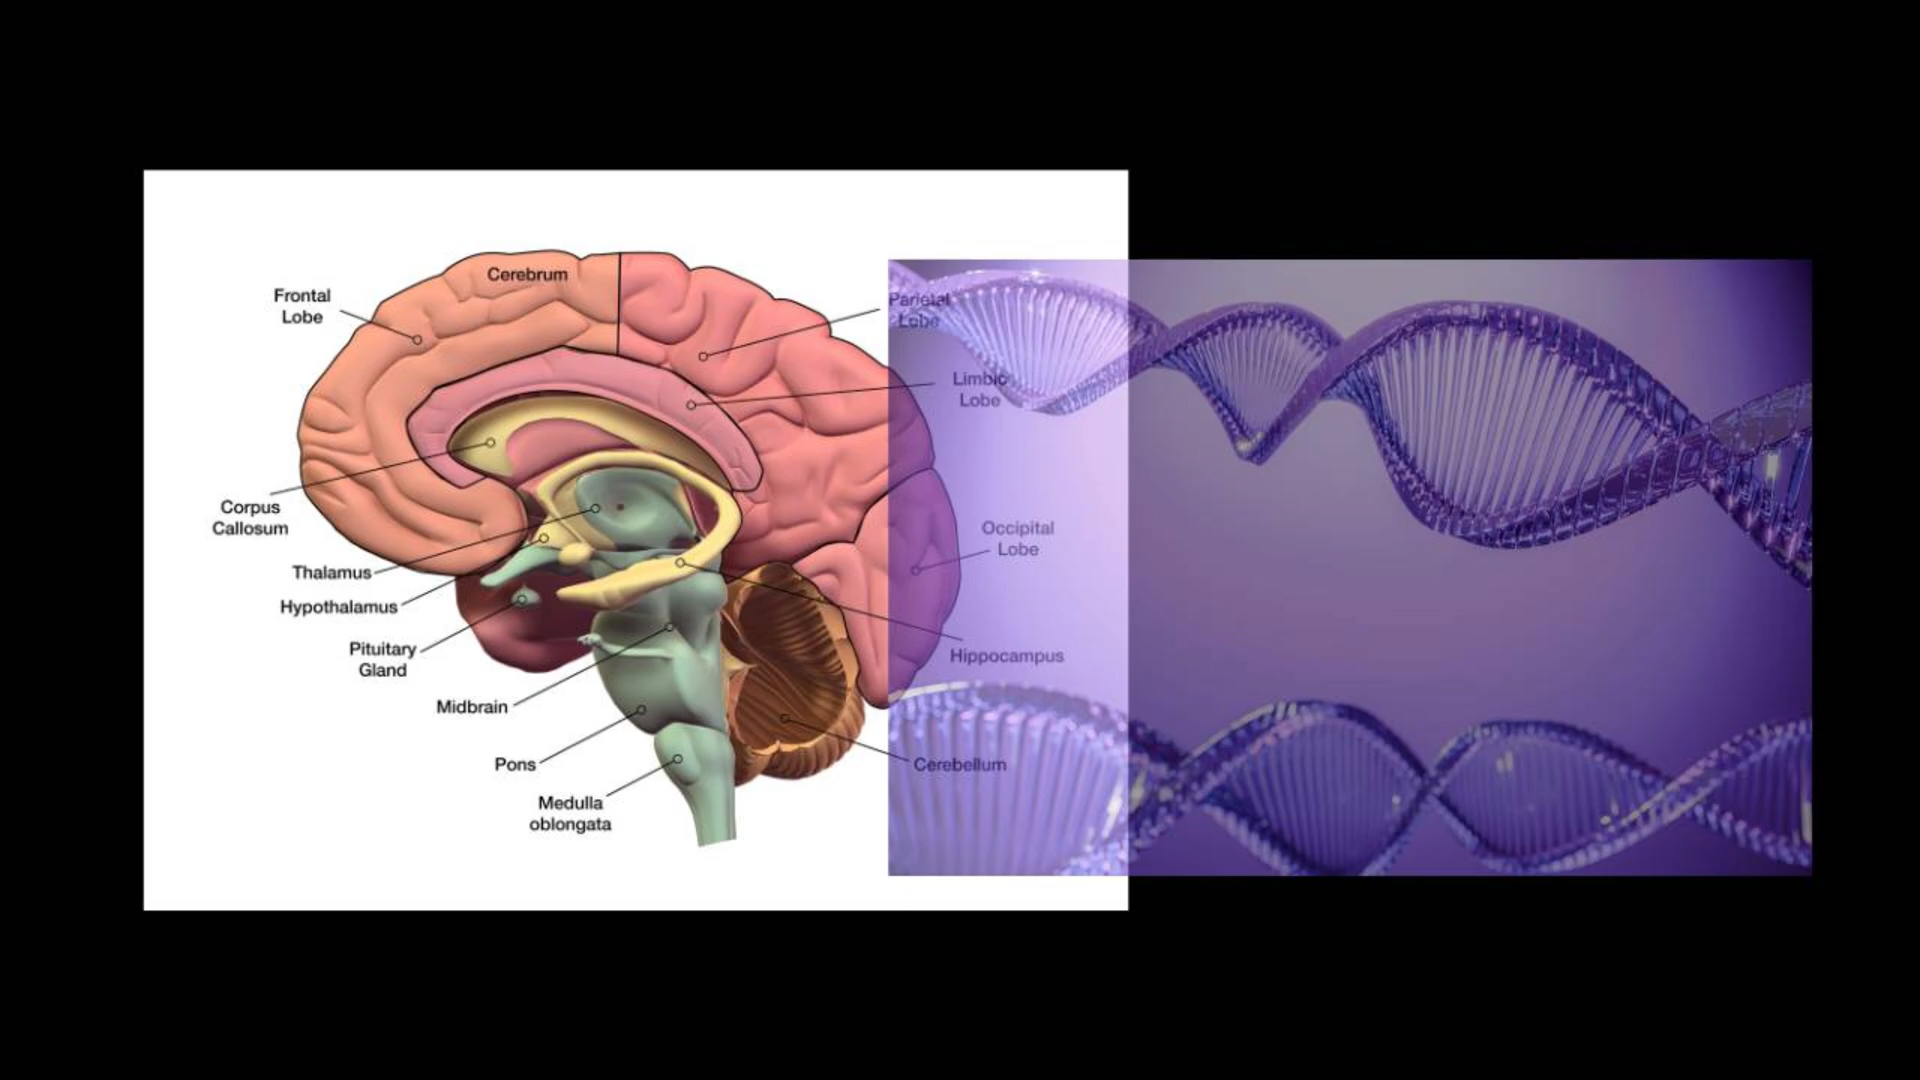 Cerebrum
Frontal
Lobe
Parietal
Lobe
Limbic
Lobe
Corpus
Callosum
Occipital
Lobe
Thalamus
Hypothalamus
Pituitary
Gland
Hippocampus
Midbrain
Pons
Cerebellum
Medulla
oblongata